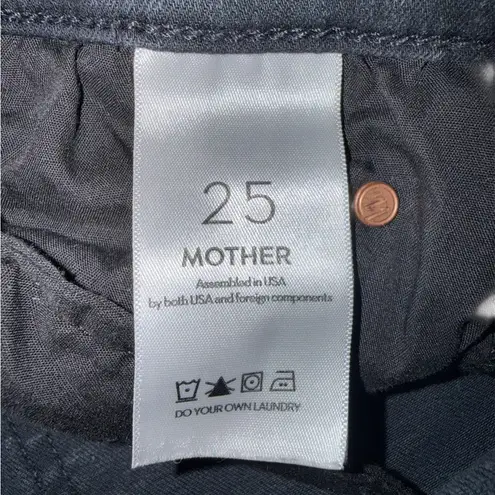 25
MOTHER
Assembled in USA
by both USA and foreign components
DO YOUR OWN LAUNDRY